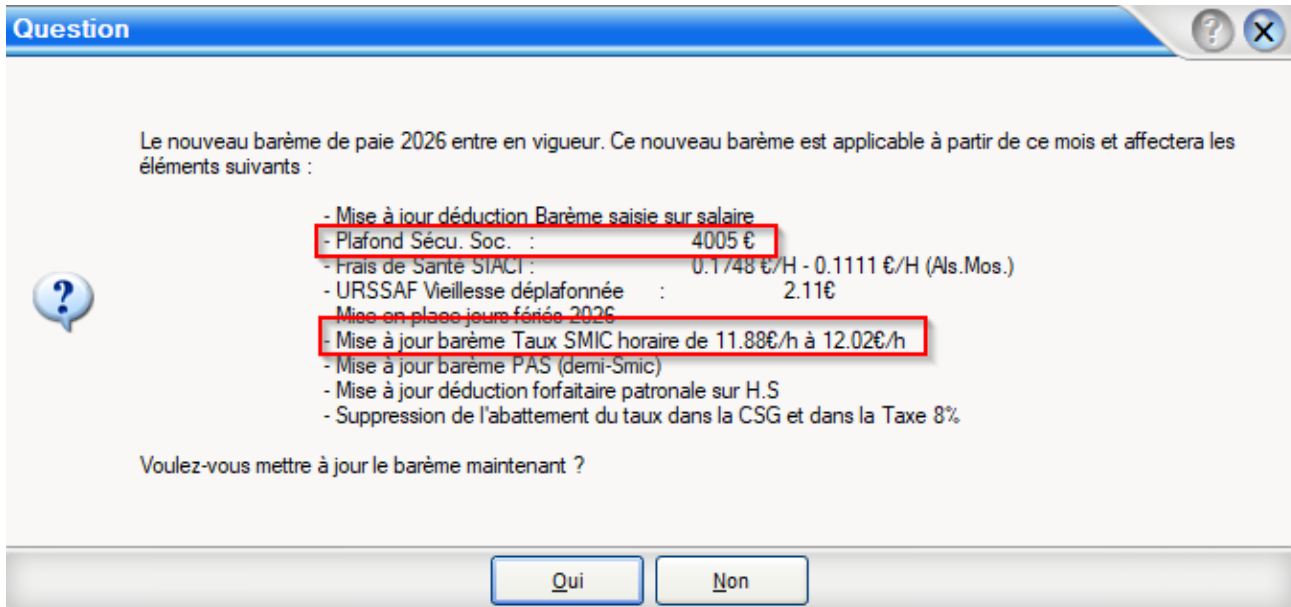 Question
Le nouveau barème de paie 2026 entre en vigueur. Ce nouveau barème est applicable à partir de ce mois et affectera les
éléments suivants :
- Mise à jour déduction Barème saisie sur salaire
- Plafond Sécu. Soc. : 4005 €
- Frais de Santé SIACI : 0.1748 €/H - 0.1111 €/H (Als.Mos.)
- URSSAF Vieillesse déplafonnée : 2.11€
- Mise en place jours fériés 2026
- Mise à jour barème Taux SMIC horaire de 11.88€/h à 12.02€/h
- Mise à jour barème PAS (demi-Smic)
- Mise à jour déduction forfaitaire patronale sur H.S
- Suppression de l'abattement du taux dans la CSG et dans la Taxe 8%
Voulez-vous mettre à jour le barème maintenant ?
Oui Non